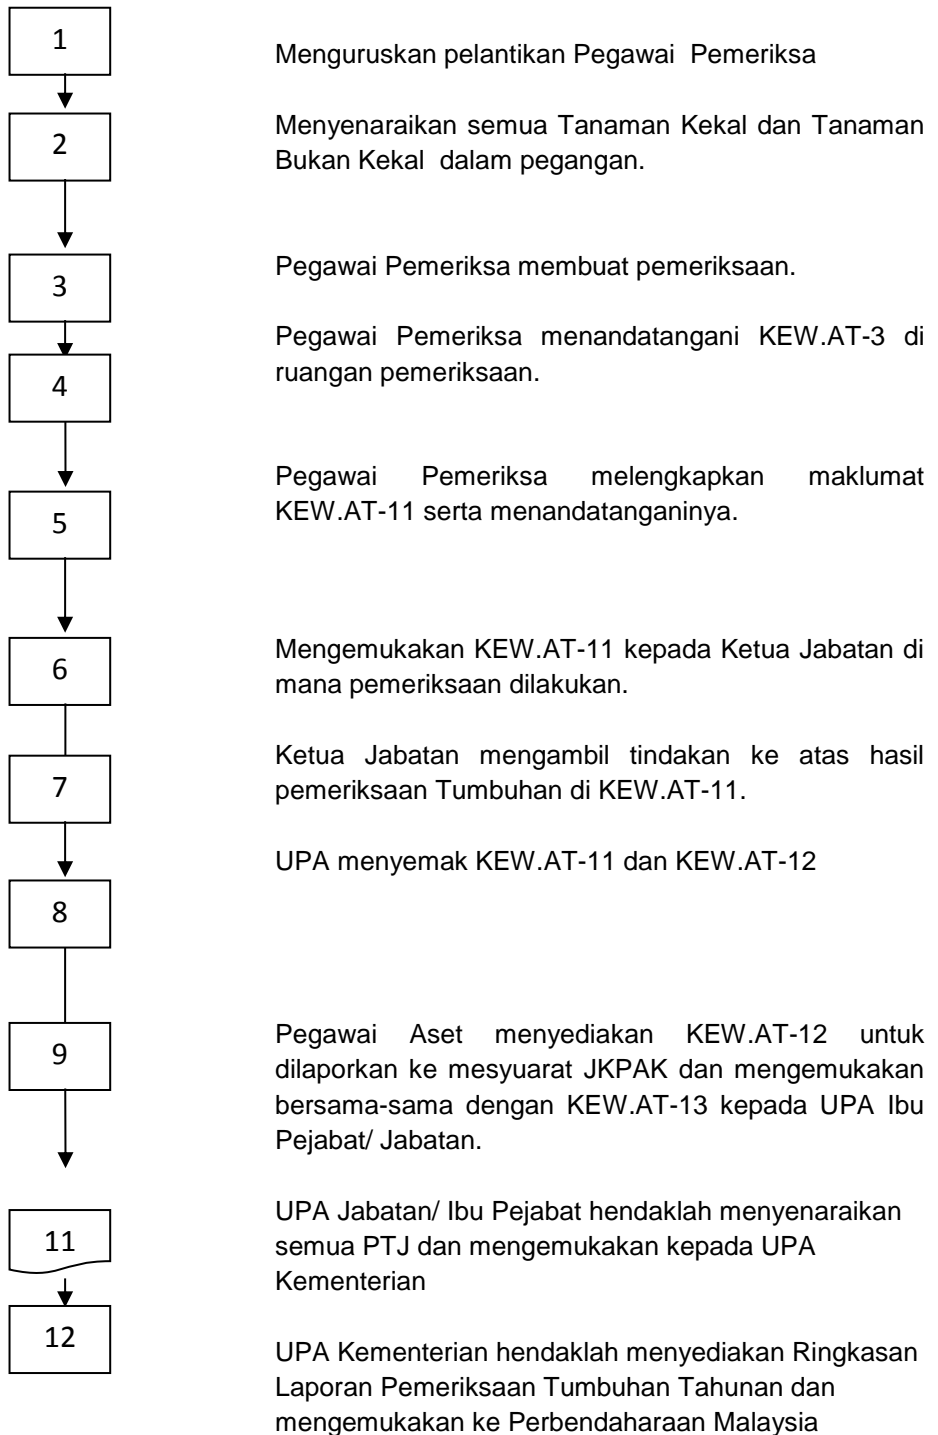 1
Menguruskan pelantikan Pegawai Pemeriksa
2
Menyenaraikan semua Tanaman Kekal dan Tanaman
Bukan Kekal dalam pegangan.
3
Pegawai Pemeriksa membuat pemeriksaan.
4
Pegawai Pemeriksa menandatangani KEW.AT-3 di
ruangan pemeriksaan.
5
Pegawai Pemeriksa melengkapkan maklumat
KEW.AT-11 serta menandatanganinya.
6
Mengemukakan KEW.AT-11 kepada Ketua Jabatan di
mana pemeriksaan dilakukan.
7
Ketua Jabatan mengambil tindakan ke atas hasil
pemeriksaan Tumbuhan di KEW.AT-11.
8
UPA menyemak KEW.AT-11 dan KEW.AT-12
9
Pegawai Aset menyediakan KEW.AT-12 untuk
dilaporkan ke mesyuarat JKPAK dan mengemukakan
bersama-sama dengan KEW.AT-13 kepada UPA Ibu
Pejabat/ Jabatan.
11
UPA Jabatan/ Ibu Pejabat hendaklah menyenaraikan
semua PTJ dan mengemukakan kepada UPA
Kementerian
12
UPA Kementerian hendaklah menyediakan Ringkasan
Laporan Pemeriksaan Tumbuhan Tahunan dan
mengemukakan ke Perbendaharaan Malaysia